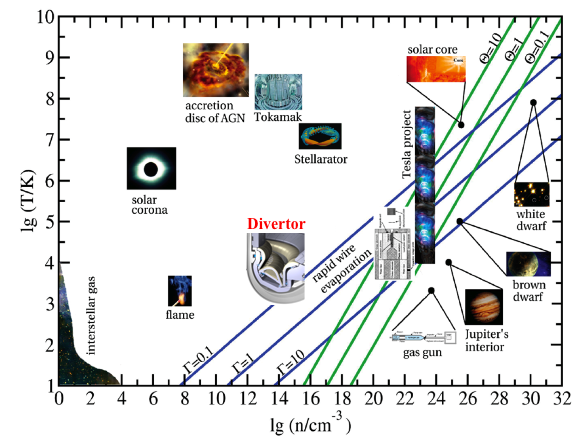 10
9
8
7
6
5
4
3
2
1
lg (T/K)
0
2
4
6
8
10
12
14
16
18
20
22
24
26
28
30
32
lg (n/cm-3)
accretion
disc of AGN
Tokamak
Stellarator
solar core
Θ=10
Θ=1
Θ=0.1
solar
corona
Tesla project
white
dwarf
Divertor
rapid wire
evaporation
brown
dwarf
interstellar gas
flame
Jupiter's
interior
gas gun
Γ=0.1
Γ=1
Γ=10